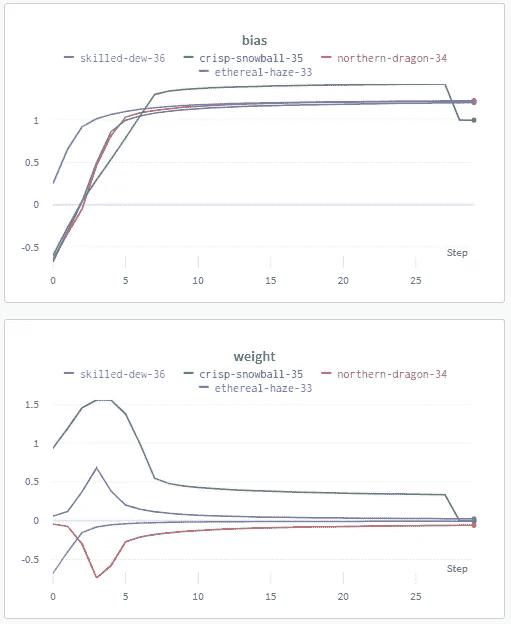 bias
skilled-dew-36 crisp-snowball-35 northern-dragon-34
ethereal-haze-33
1
0.5
0
-0.5
Step
0 5 10 15 20 25
weight
skilled-dew-36 crisp-snowball-35 northern-dragon-34
ethereal-haze-33
1.5
1
0.5
0
-0.5
Step
0 5 10 15 20 25